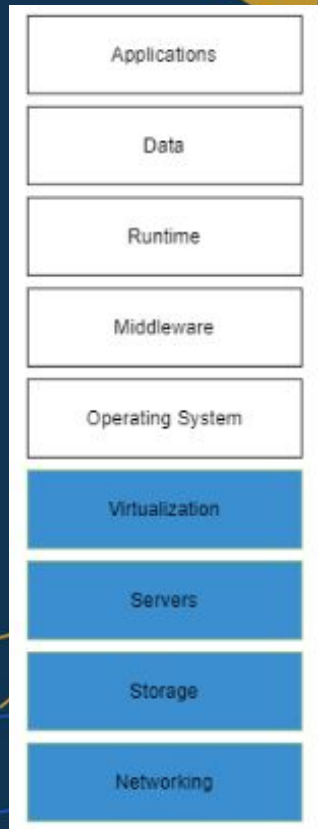 Applications
Data
Runtime
Middleware
Operating System
Virtualization
Servers
Storage
Networking